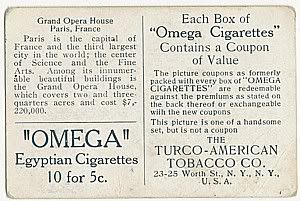 Grand Opera House
Paris, France
Paris is the capital of
France and the third largest
city in the world; the center
of Science and the Fine
Arts. Among its innumer-
able beautiful buildings is
the Grand Opera House,
which covers two and three-
quarters acres and cost $7,-
220,000.
"OMEGA"
Egyptian Cigarettes
10 for 5c.
Each Box of
"Omega Cigarettes"
Contains a Coupon
of Value
The picture coupons as formerly
packed with every box of "OMEGA
CIGARETTES" are redeemable
against the premiums as stated on
the back thereof or exchangeable
with the new coupons
This picture is one of a handsome
set, but is not a coupon
THE
TURCO-AMERICAN
TOBACCO CO.
23-25 Worth St., N. Y., N. Y.,
U. S. A.